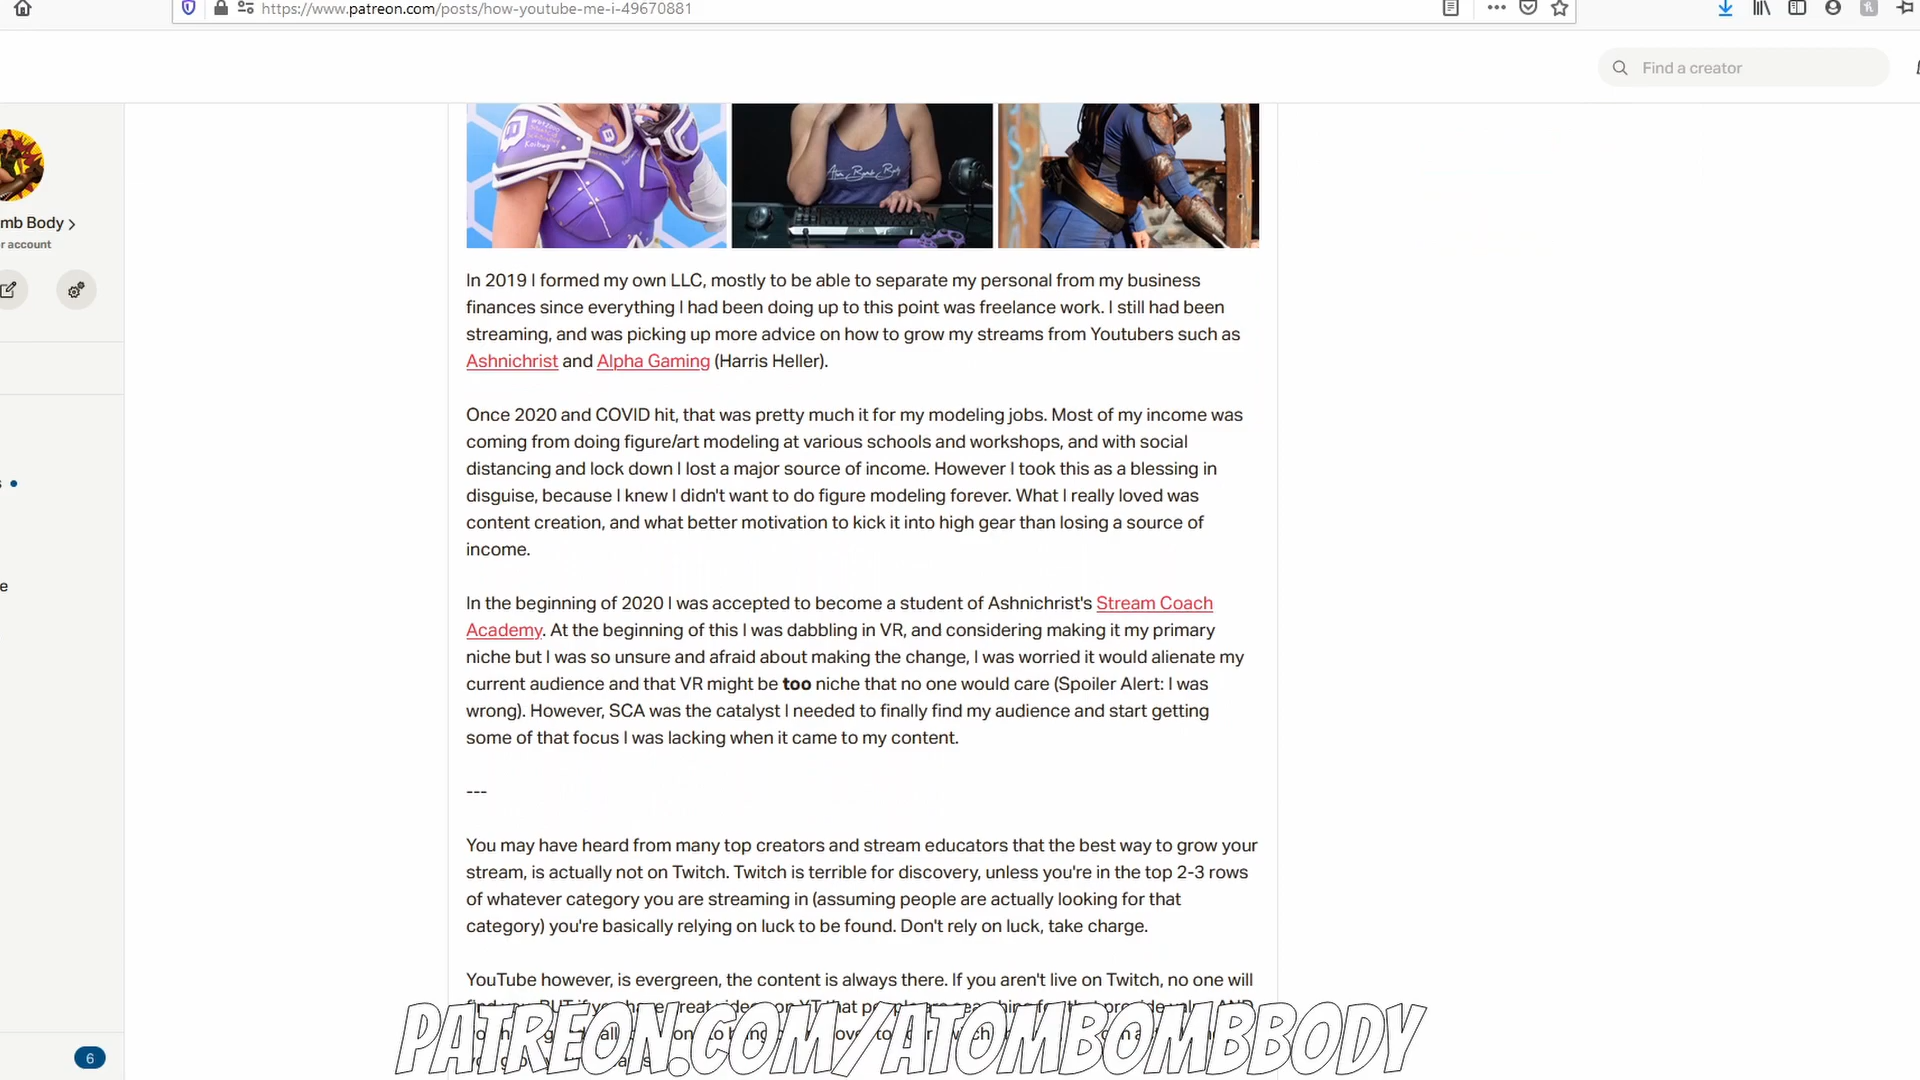 https://www.patreon.com/posts/how-youtube-me-i-49670881
Find a creator
mb Body >
r account
In 2019 I formed my own LLC, mostly to be able to separate my personal from my business
finances since everything I had been doing up to this point was freelance work. I still had been
streaming, and was picking up more advice on how to grow my streams from Youtubers such as
Ashnichrist and Alpha Gaming (Harris Heller).
Once 2020 and COVID hit, that was pretty much it for my modeling jobs. Most of my income was
coming from doing figure/art modeling at various schools and workshops, and with social
distancing and lock down I lost a major source of income. However I took this as a blessing in
disguise, because I knew I didn't want to do figure modeling forever. What I really loved was
content creation, and what better motivation to kick it into high gear than losing a source of
income.
In the beginning of 2020 I was accepted to become a student of Ashnichrist's Stream Coach
Academy. At the beginning of this I was dabbling in VR, and considering making it my primary
niche but I was so unsure and afraid about making the change, I was worried it would alienate my
current audience and that VR might be too niche that no one would care (Spoiler Alert: I was
wrong). However, SCA was the catalyst I needed to finally find my audience and start getting
some of that focus I was lacking when it came to my content.
---
You may have heard from many top creators and stream educators that the best way to grow your
stream, is actually not on Twitch. Twitch is terrible for discovery, unless you're in the top 2-3 rows
of whatever category you are streaming in (assuming people are actually looking for that
category) you're basically relying on luck to be found. Don't rely on luck, take charge.
YouTube however, is evergreen, the content is always there. If you aren't live on Twitch, no one will
PATREON.COM/ATOMBOMBBODY
6